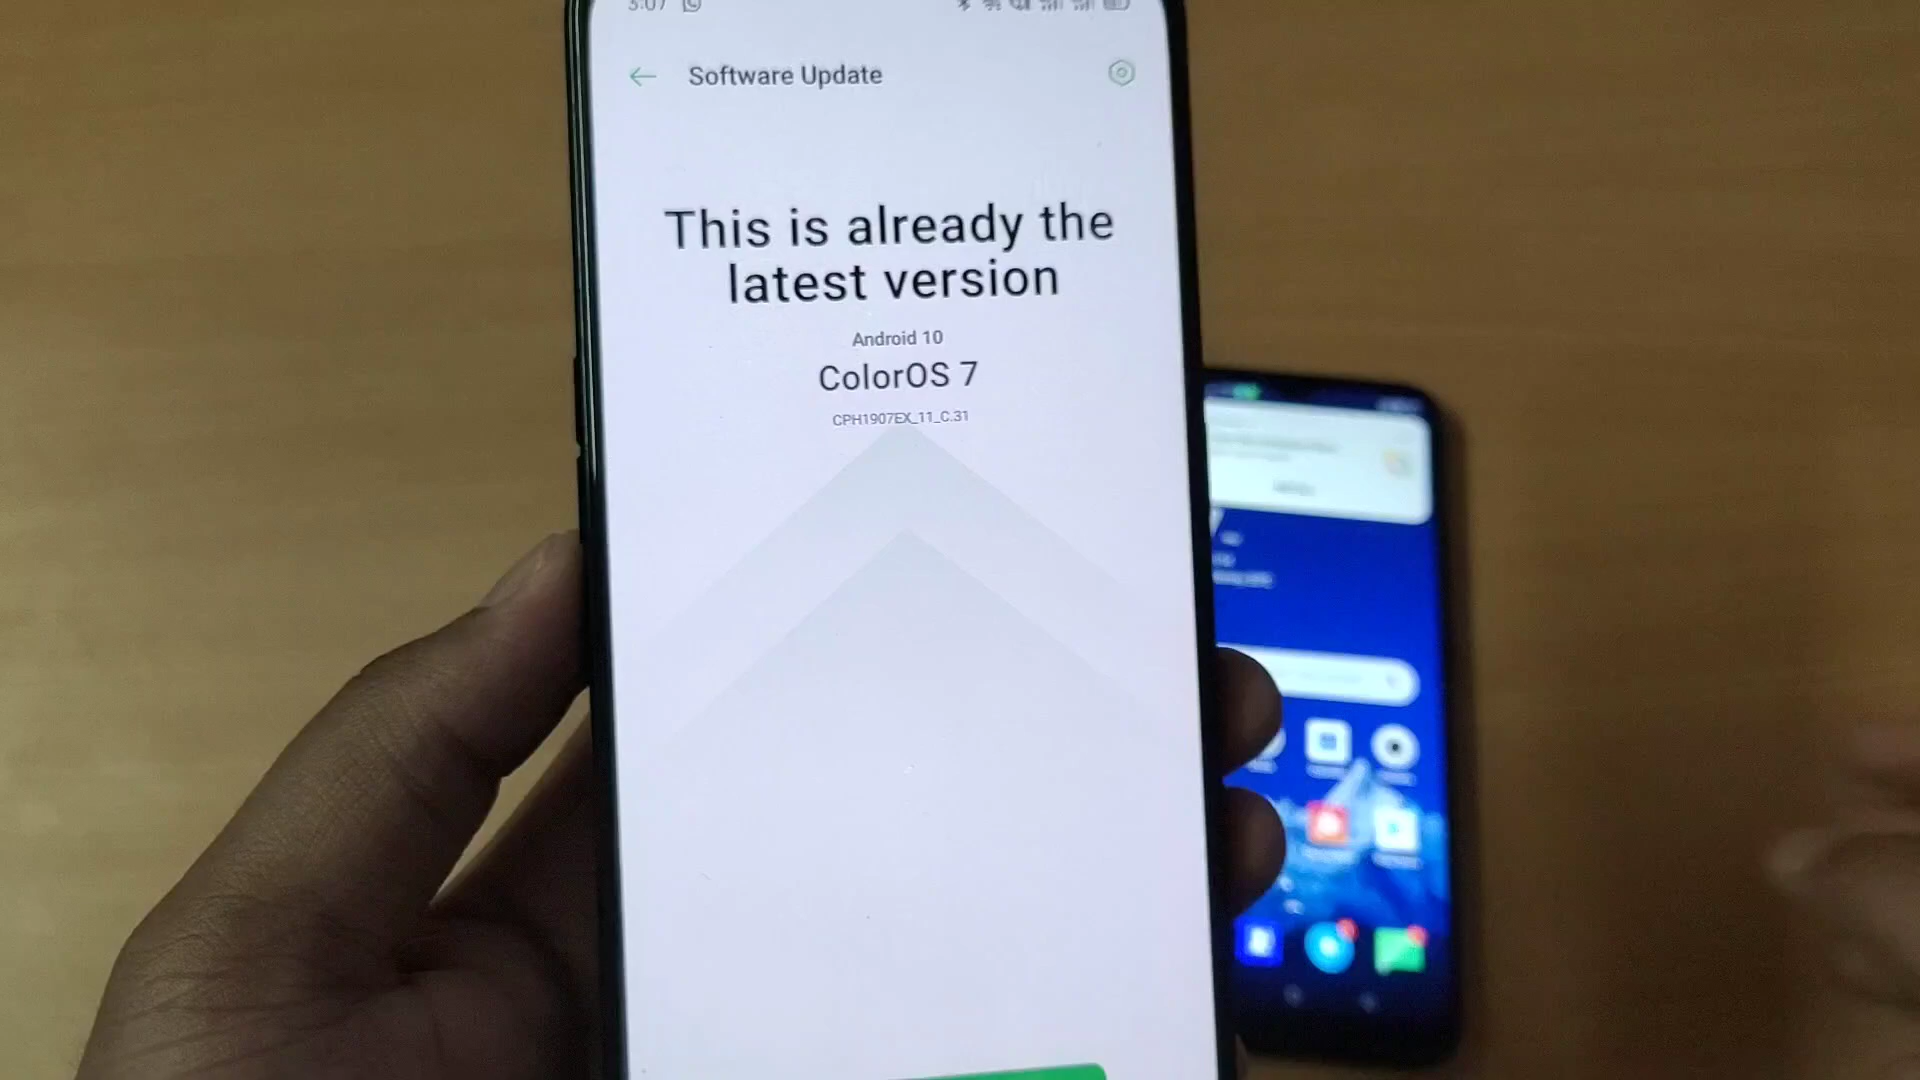 3:07
Software Update
This is already the
latest version
Android 10
ColorOS 7
CPH1907EX_11_C.31